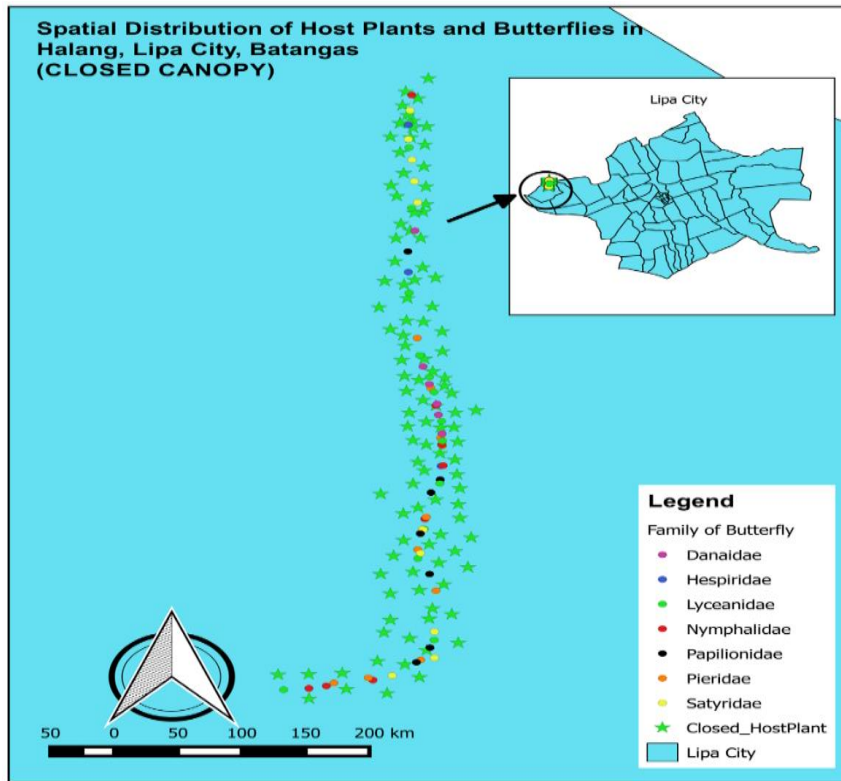 Spatial Distribution of Host Plants and Butterflies in
Halang, Lipa City, Batangas
(CLOSED CANOPY)
Lipa City
Legend
Family of Butterfly
Danaidae
Hespiridae
Lyceanidae
Nymphalidae
Papilionidae
Pieridae
Satyridae
Closed_HostPlant
Lipa City
50 0 50 100 150 200 km